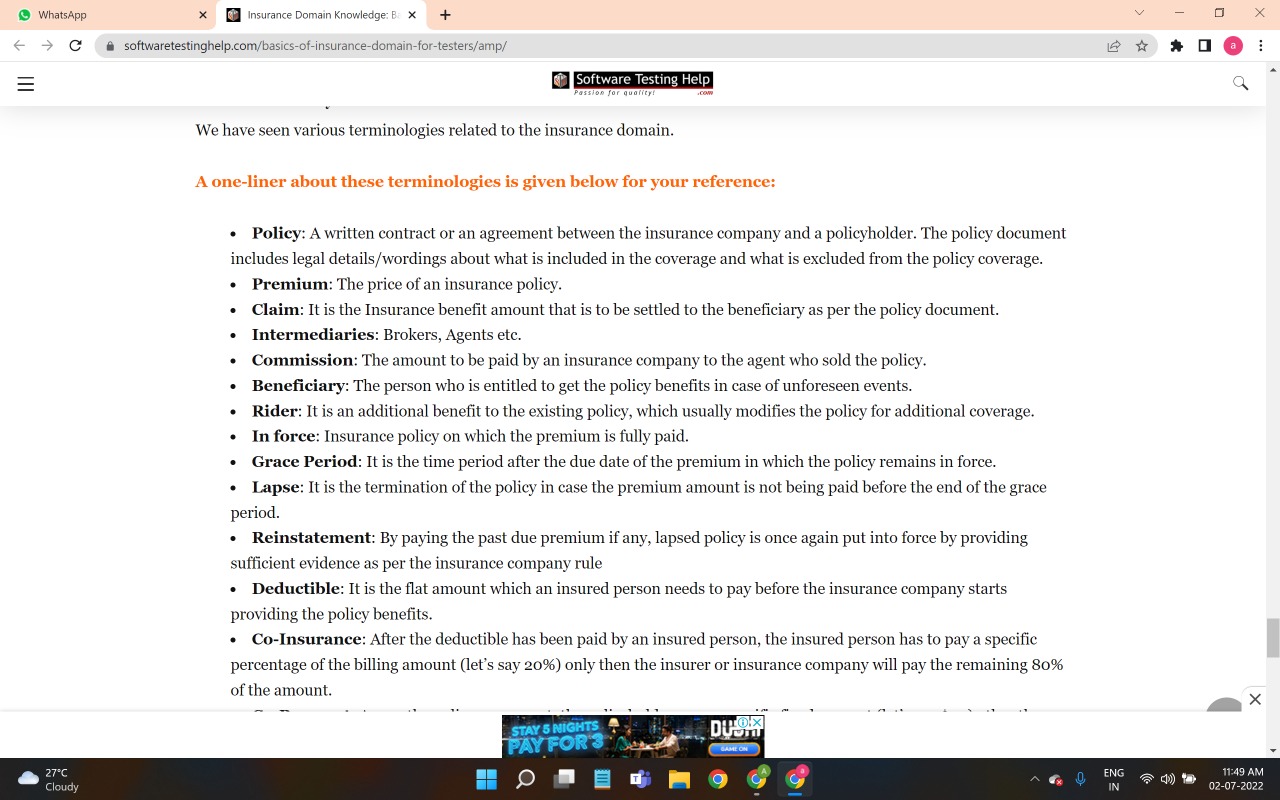 WhatsApp
Insurance Domain Knowledge: Ba
softwaretestinghelp.com/basics-of-insurance-domain-for-testers/amp/
a
Software Testing Help
Passion for quality! .com
We have seen various terminologies related to the insurance domain.
A one-liner about these terminologies is given below for your reference:
• Policy: A written contract or an agreement between the insurance company and a policyholder. The policy document
includes legal details/wordings about what is included in the coverage and what is excluded from the policy coverage.
• Premium: The price of an insurance policy.
• Claim: It is the Insurance benefit amount that is to be settled to the beneficiary as per the policy document.
• Intermediaries: Brokers, Agents etc.
• Commission: The amount to be paid by an insurance company to the agent who sold the policy.
• Beneficiary: The person who is entitled to get the policy benefits in case of unforeseen events.
• Rider: It is an additional benefit to the existing policy, which usually modifies the policy for additional coverage.
• In force: Insurance policy on which the premium is fully paid.
• Grace Period: It is the time period after the due date of the premium in which the policy remains in force.
• Lapse: It is the termination of the policy in case the premium amount is not being paid before the end of the grace
period.
• Reinstatement: By paying the past due premium if any, lapsed policy is once again put into force by providing
sufficient evidence as per the insurance company rule
• Deductible: It is the flat amount which an insured person needs to pay before the insurance company starts
providing the policy benefits.
• Co-Insurance: After the deductible has been paid by an insured person, the insured person has to pay a specific
percentage of the billing amount (let's say 20%) only then the insurer or insurance company will pay the remaining 80%
of the amount.
STAY 5 NIGHTS
PAY FOR 3
GAME ON
27°C
Cloudy
ENG
IN
11:49 AM
02-07-2022